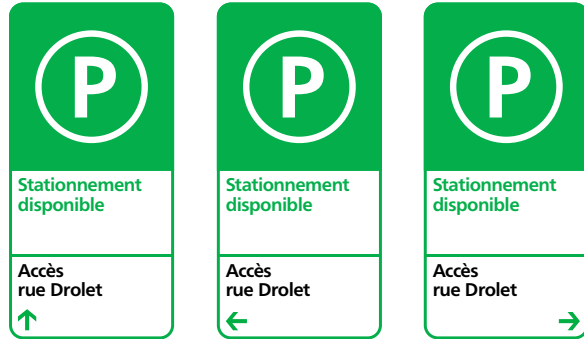 P
Stationnement
disponible
Accès
rue Drolet
↑
P
Stationnement
disponible
Accès
rue Drolet
←
P
Stationnement
disponible
Accès
rue Drolet
→